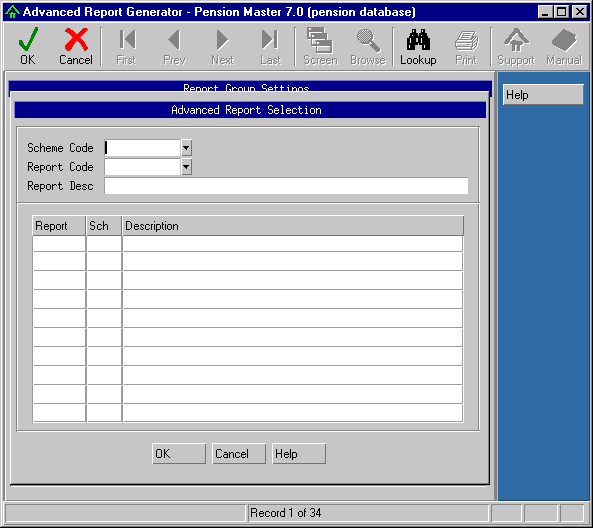 Advanced Report Generator - Pension Master 7.0 (pension database)
OK Cancel First Prev Next Last Screen Browse Lookup Print Support Manual
Report Group Settings
Help
Advanced Report Selection
Scheme Code
Report Code
Report Desc
Report Sch Description
OK Cancel Help
Record 1 of 34